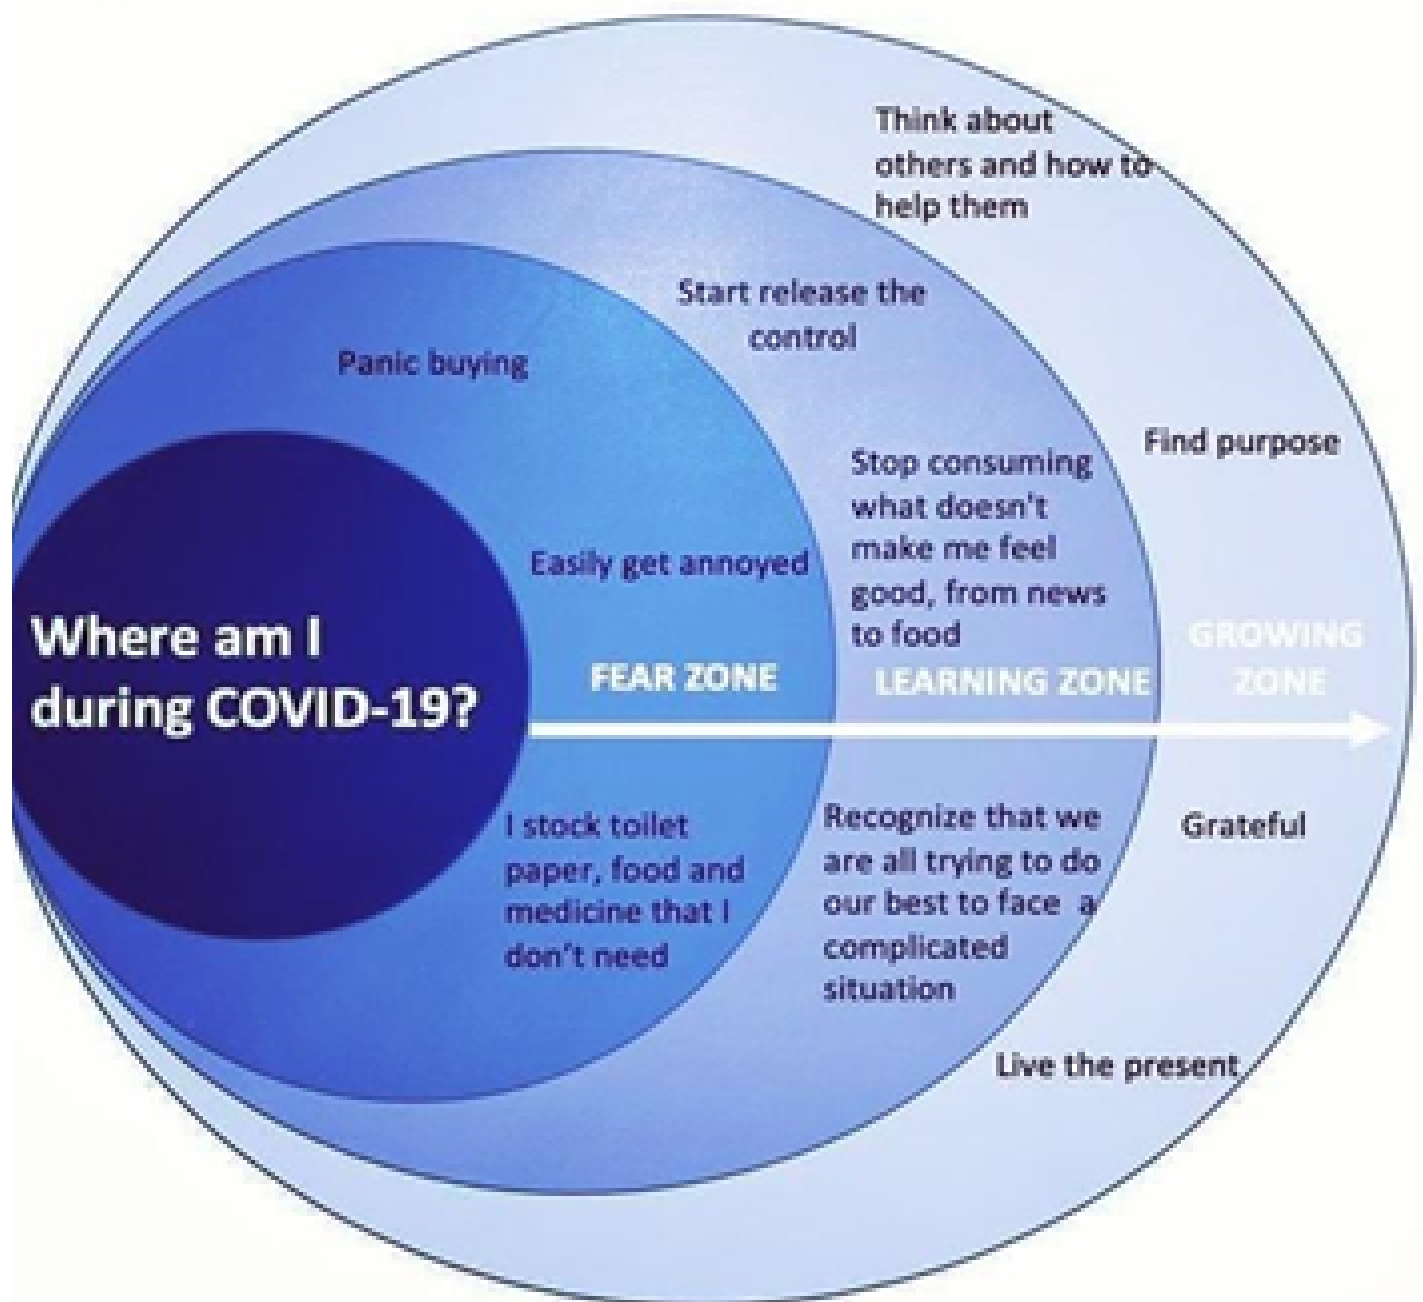 Think about
others and how to
help them
Start release the
control
Panic buying
Find purpose
Stop consuming
what doesn't
make me feel
good, from news
to food
Easily get annoyed
Where am I
during COVID-19?
FEAR ZONE
LEARNING ZONE
GROWING
ZONE
I stock toilet
paper, food and
medicine that I
don't need
Recognize that we
are all trying to do
our best to face a
complicated
situation
Grateful
Live the present